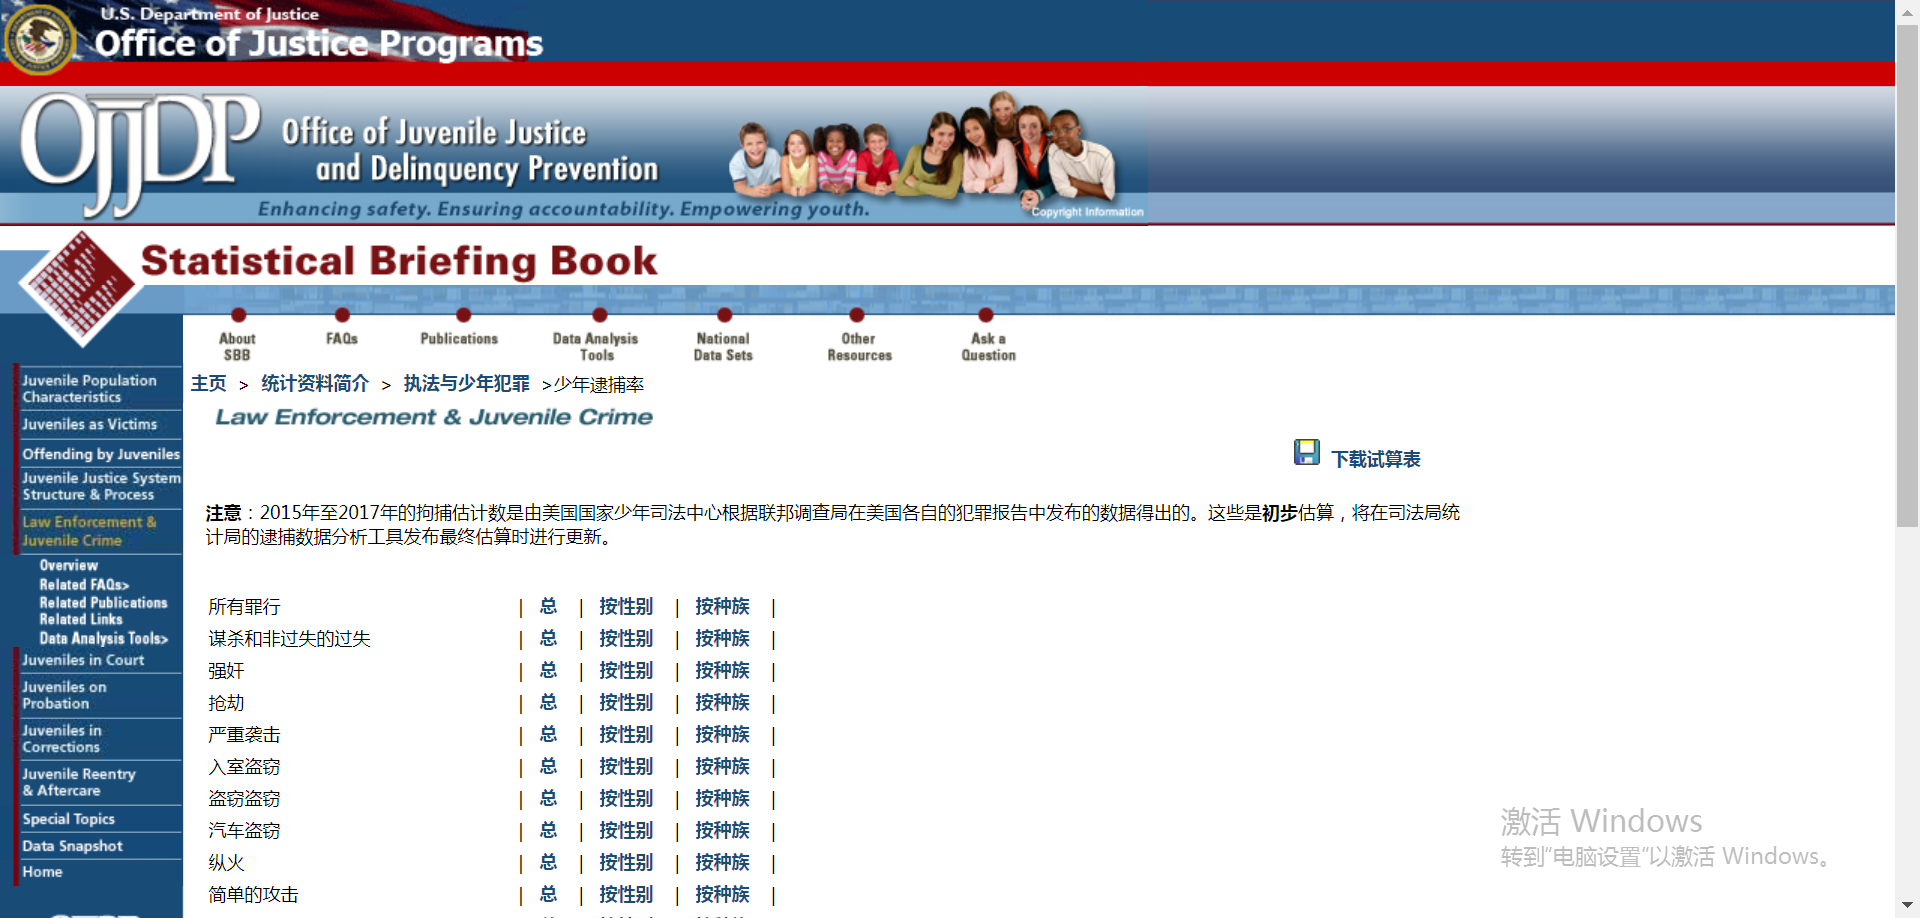 U.S. Department of Justice
Office of Justice Programs
OJJDP
Office of Juvenile Justice
and Delinquency Prevention
Enhancing safety. Ensuring accountability. Empowering youth.
Copyright Information
Statistical Briefing Book
About SBB
FAQs
Publications
Data Analysis Tools
National Data Sets
Other Resources
Ask a Question
Juvenile Population
Characteristics
Juveniles as Victims
Offending by Juveniles
Juvenile Justice System
Structure & Process
Law Enforcement &
Juvenile Crime
Overview
Related FAQs>
Related Publications
Related Links
Data Analysis Tools>
Juveniles in Court
Juveniles on
Probation
Juveniles in
Corrections
Juvenile Reentry
& Aftercare
Special Topics
Data Snapshot
Home
主页 > 统计资料简介 > 执法与少年犯罪 >少年逮捕率
Law Enforcement & Juvenile Crime
下载试算表
注意：2015年至2017年的拘捕估计数是由美国国家少年司法中心根据联邦调查局在美国各自的犯罪报告中发布的数据得出的。这些是初步估算，将在司法局统
计局的逮捕数据分析工具发布最终估算时进行更新。
所有罪行 | 总 | 按性别 | 按种族 |
谋杀和非过失的过失 | 总 | 按性别 | 按种族 |
强奸 | 总 | 按性别 | 按种族 |
抢劫 | 总 | 按性别 | 按种族 |
严重袭击 | 总 | 按性别 | 按种族 |
入室盗窃 | 总 | 按性别 | 按种族 |
盗窃盗窃 | 总 | 按性别 | 按种族 |
汽车盗窃 | 总 | 按性别 | 按种族 |
纵火 | 总 | 按性别 | 按种族 |
简单的攻击 | 总 | 按性别 | 按种族 |
激活 Windows
转到“电脑设置”以激活 Windows。